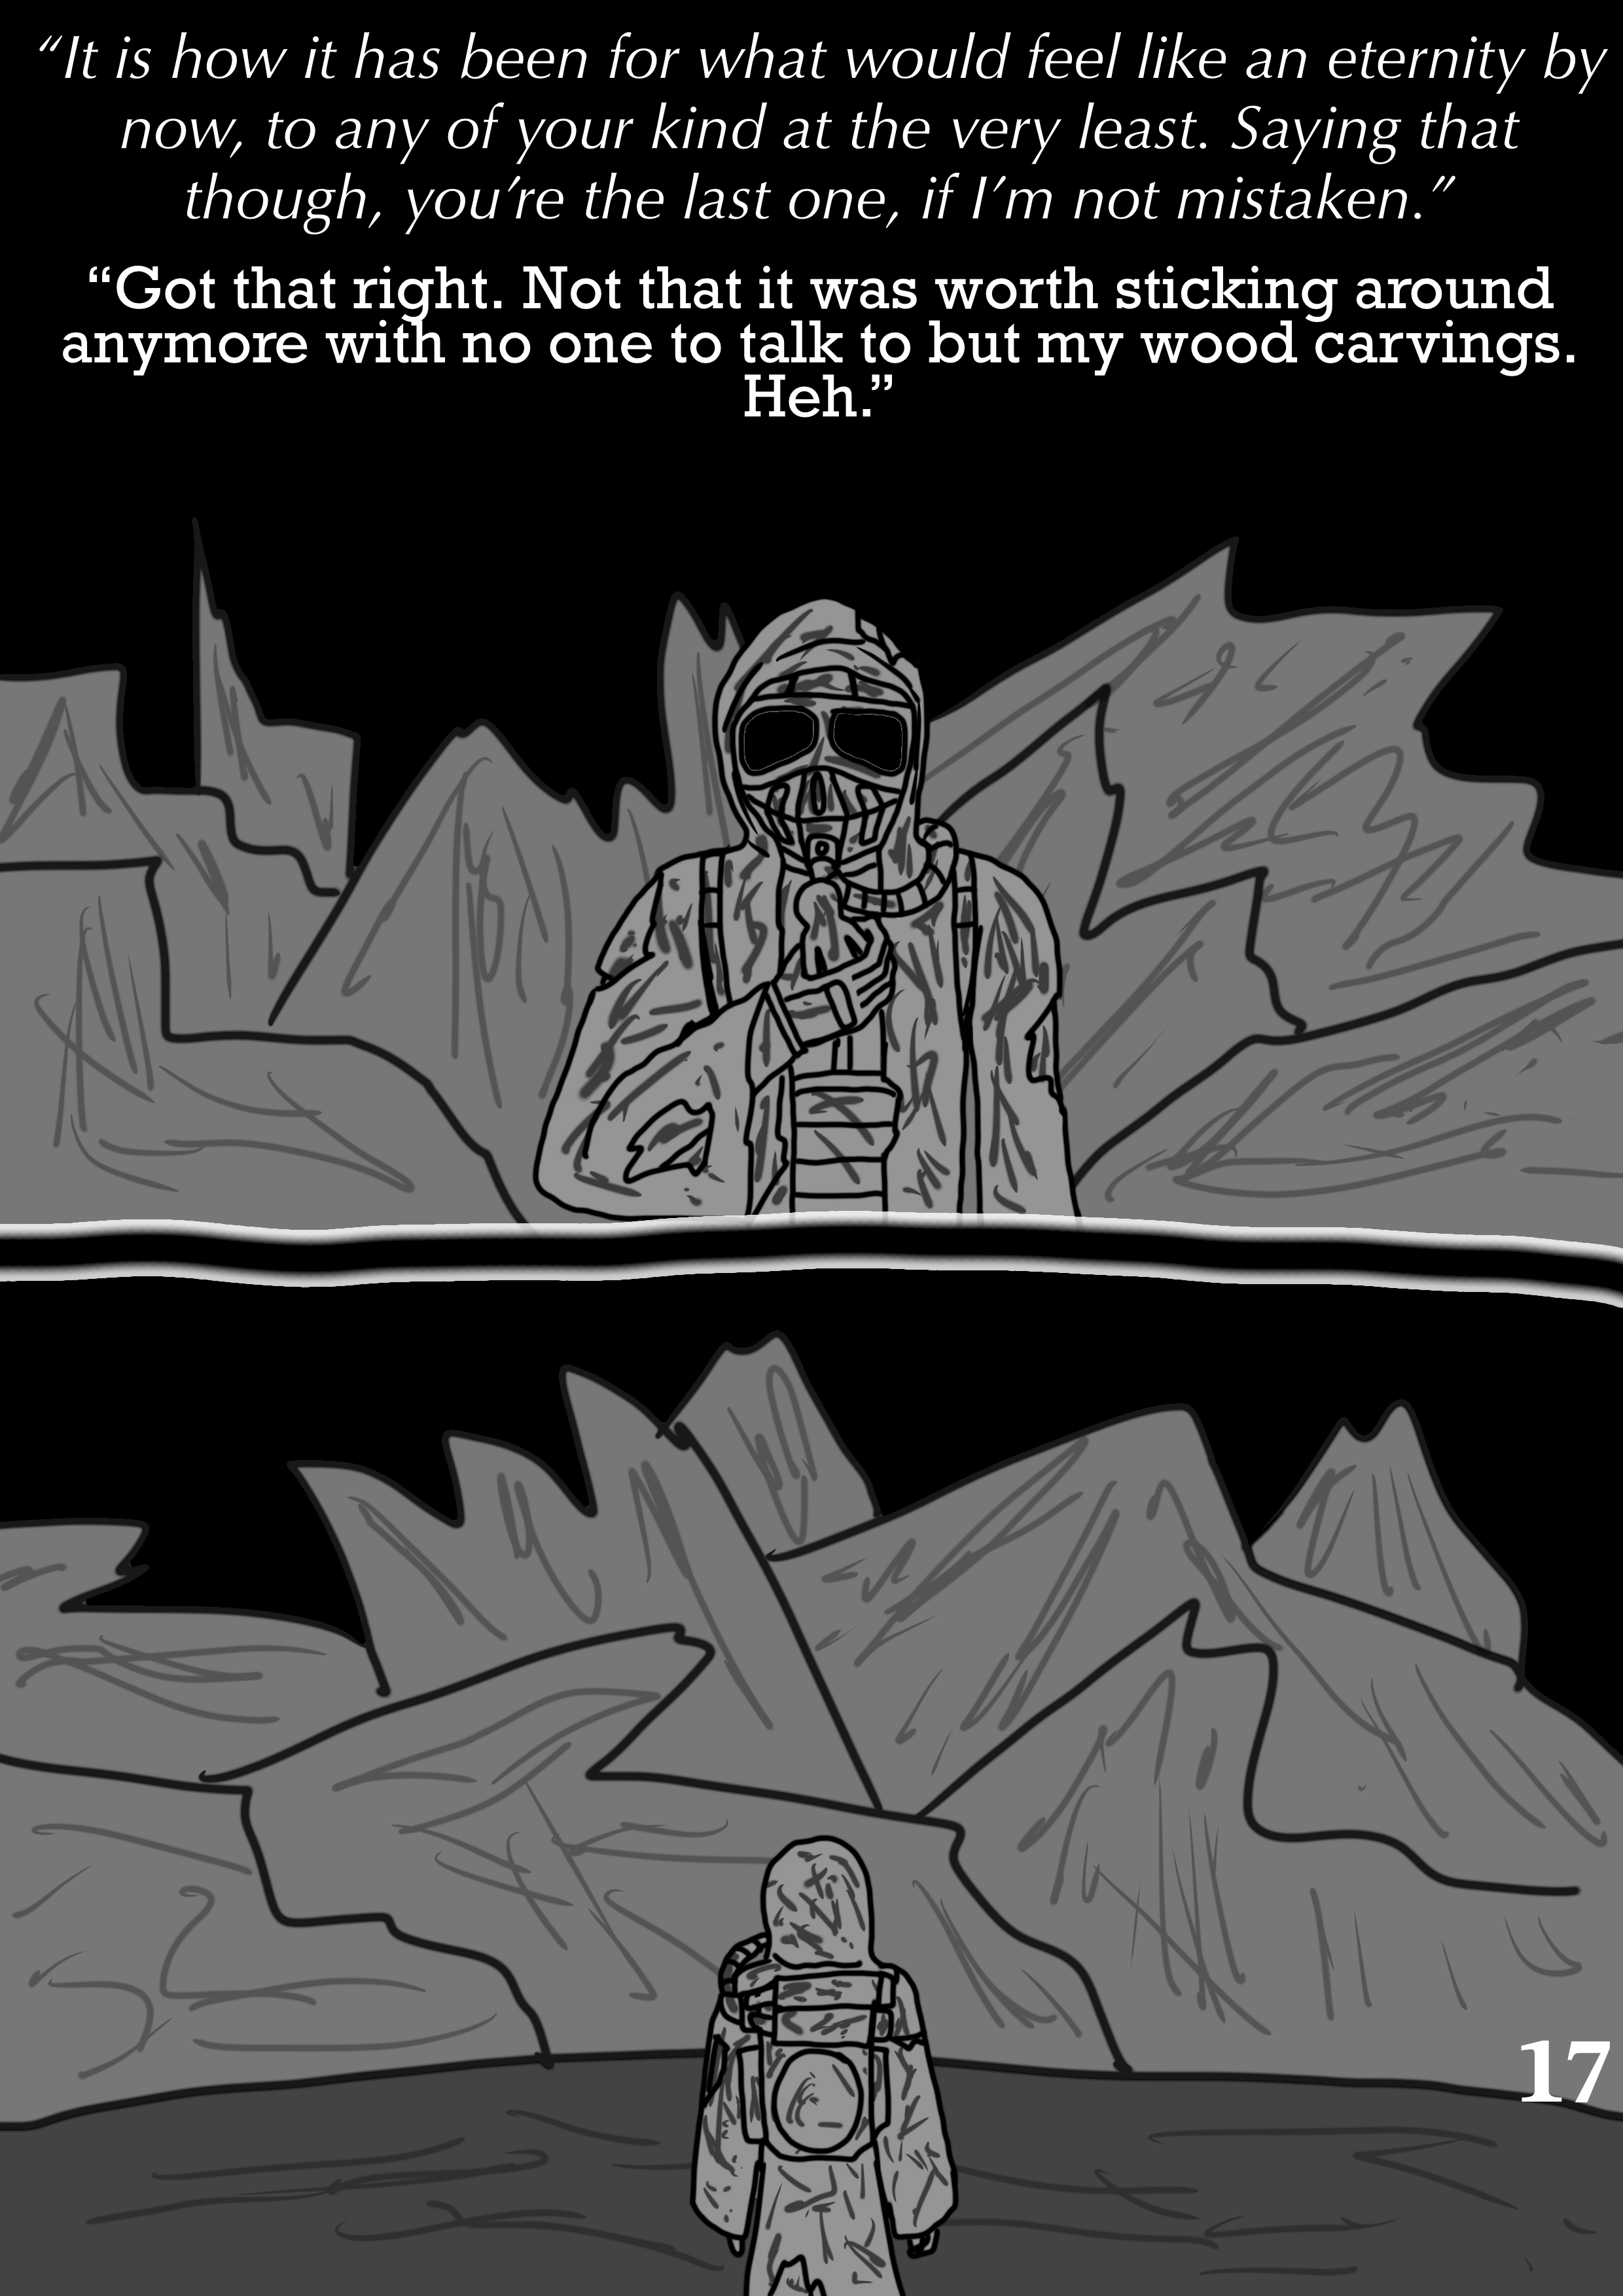 “It is how it has been for what would feel like an eternity by
now, to any of your kind at the very least. Saying that
though, you’re the last one, if I’m not mistaken.”
“Got that right. Not that it was worth sticking around
anymore with no one to talk to but my wood carvings.
Heh.”
17